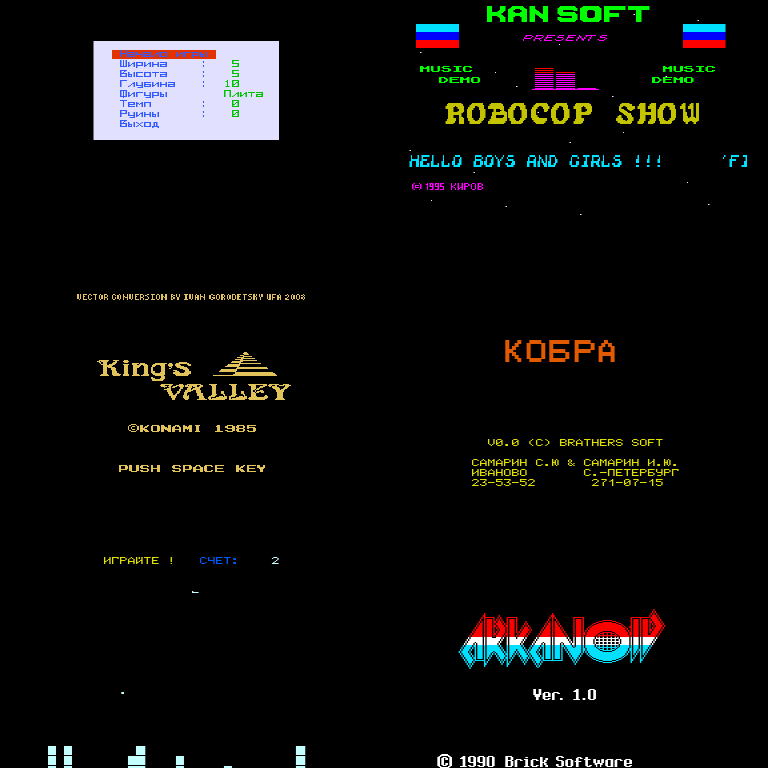 Ширина : 5
Высота : 5
Глубина : 10
Фигуры Плита
Темп : 0
Руины : 0
Выход
KAN SOFT
PRESENTS
MUSIC DEMO
MUSIC DEMO
ROBOCOP SHOW
HELLO BOYS AND GIRLS !!!
(c) 1995 КИРОВ
VECTOR CONVERSION BY IVAN GORODETSKY UFA 2008
King's
VALLEY
©KONAMI 1985
PUSH SPACE KEY
КОБРА
V0.0 (C) BRATHERS SOFT
САМАРИН С.Ю & САМАРИН И.Ю.
ИВАНОВО С.-ПЕТЕРБУРГ
23-53-52 271-07-15
ИГРАЙТЕ ! СЧЕТ: 2
ARKANOID
Ver. 1.0
© 1990 Brick Software